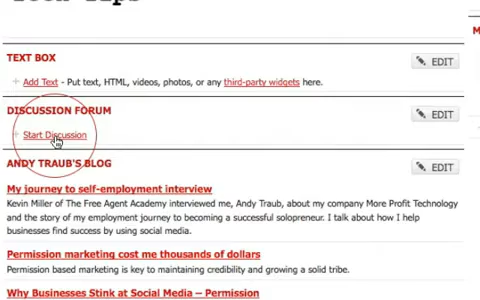 Tech Tips
TEXT BOX
EDIT
+ Add Text - Put text, HTML, videos, photos, or any third-party widgets here.
DISCUSSION FORUM
EDIT
+ Start Discussion
ANDY TRAUB'S BLOG
EDIT
My journey to self-employment interview
Kevin Miller of The Free Agent Academy interviewed me, Andy Traub, about my company More Profit Technology
and the story of my employment journey to becoming a successful solopreneur. I talk about how I help
businesses find success by using social media.
Permission marketing cost me thousands of dollars
Permission based marketing is key to maintaining credibility and growing a solid tribe.
Why Businesses Stink at Social Media – Permission